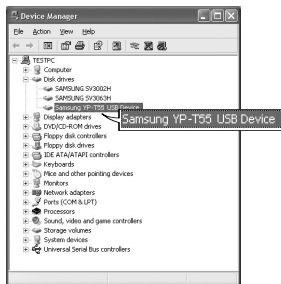 Device Manager
File Action View Help
TESTPC
Computer
Disk drives
SAMSUNG SV3002H
SAMSUNG SV3063H
Samsung YP-T55 USB Device
Display adapters
Samsung YP-T55 USB Device
DVD/CD-ROM drives
Floppy disk controllers
Floppy disk drives
IDE ATA/ATAPI controllers
Keyboards
Mice and other pointing devices
Monitors
Network adapters
Ports (COM & LPT)
Processors
Sound, video and game controllers
Storage volumes
System devices
Universal Serial Bus controllers